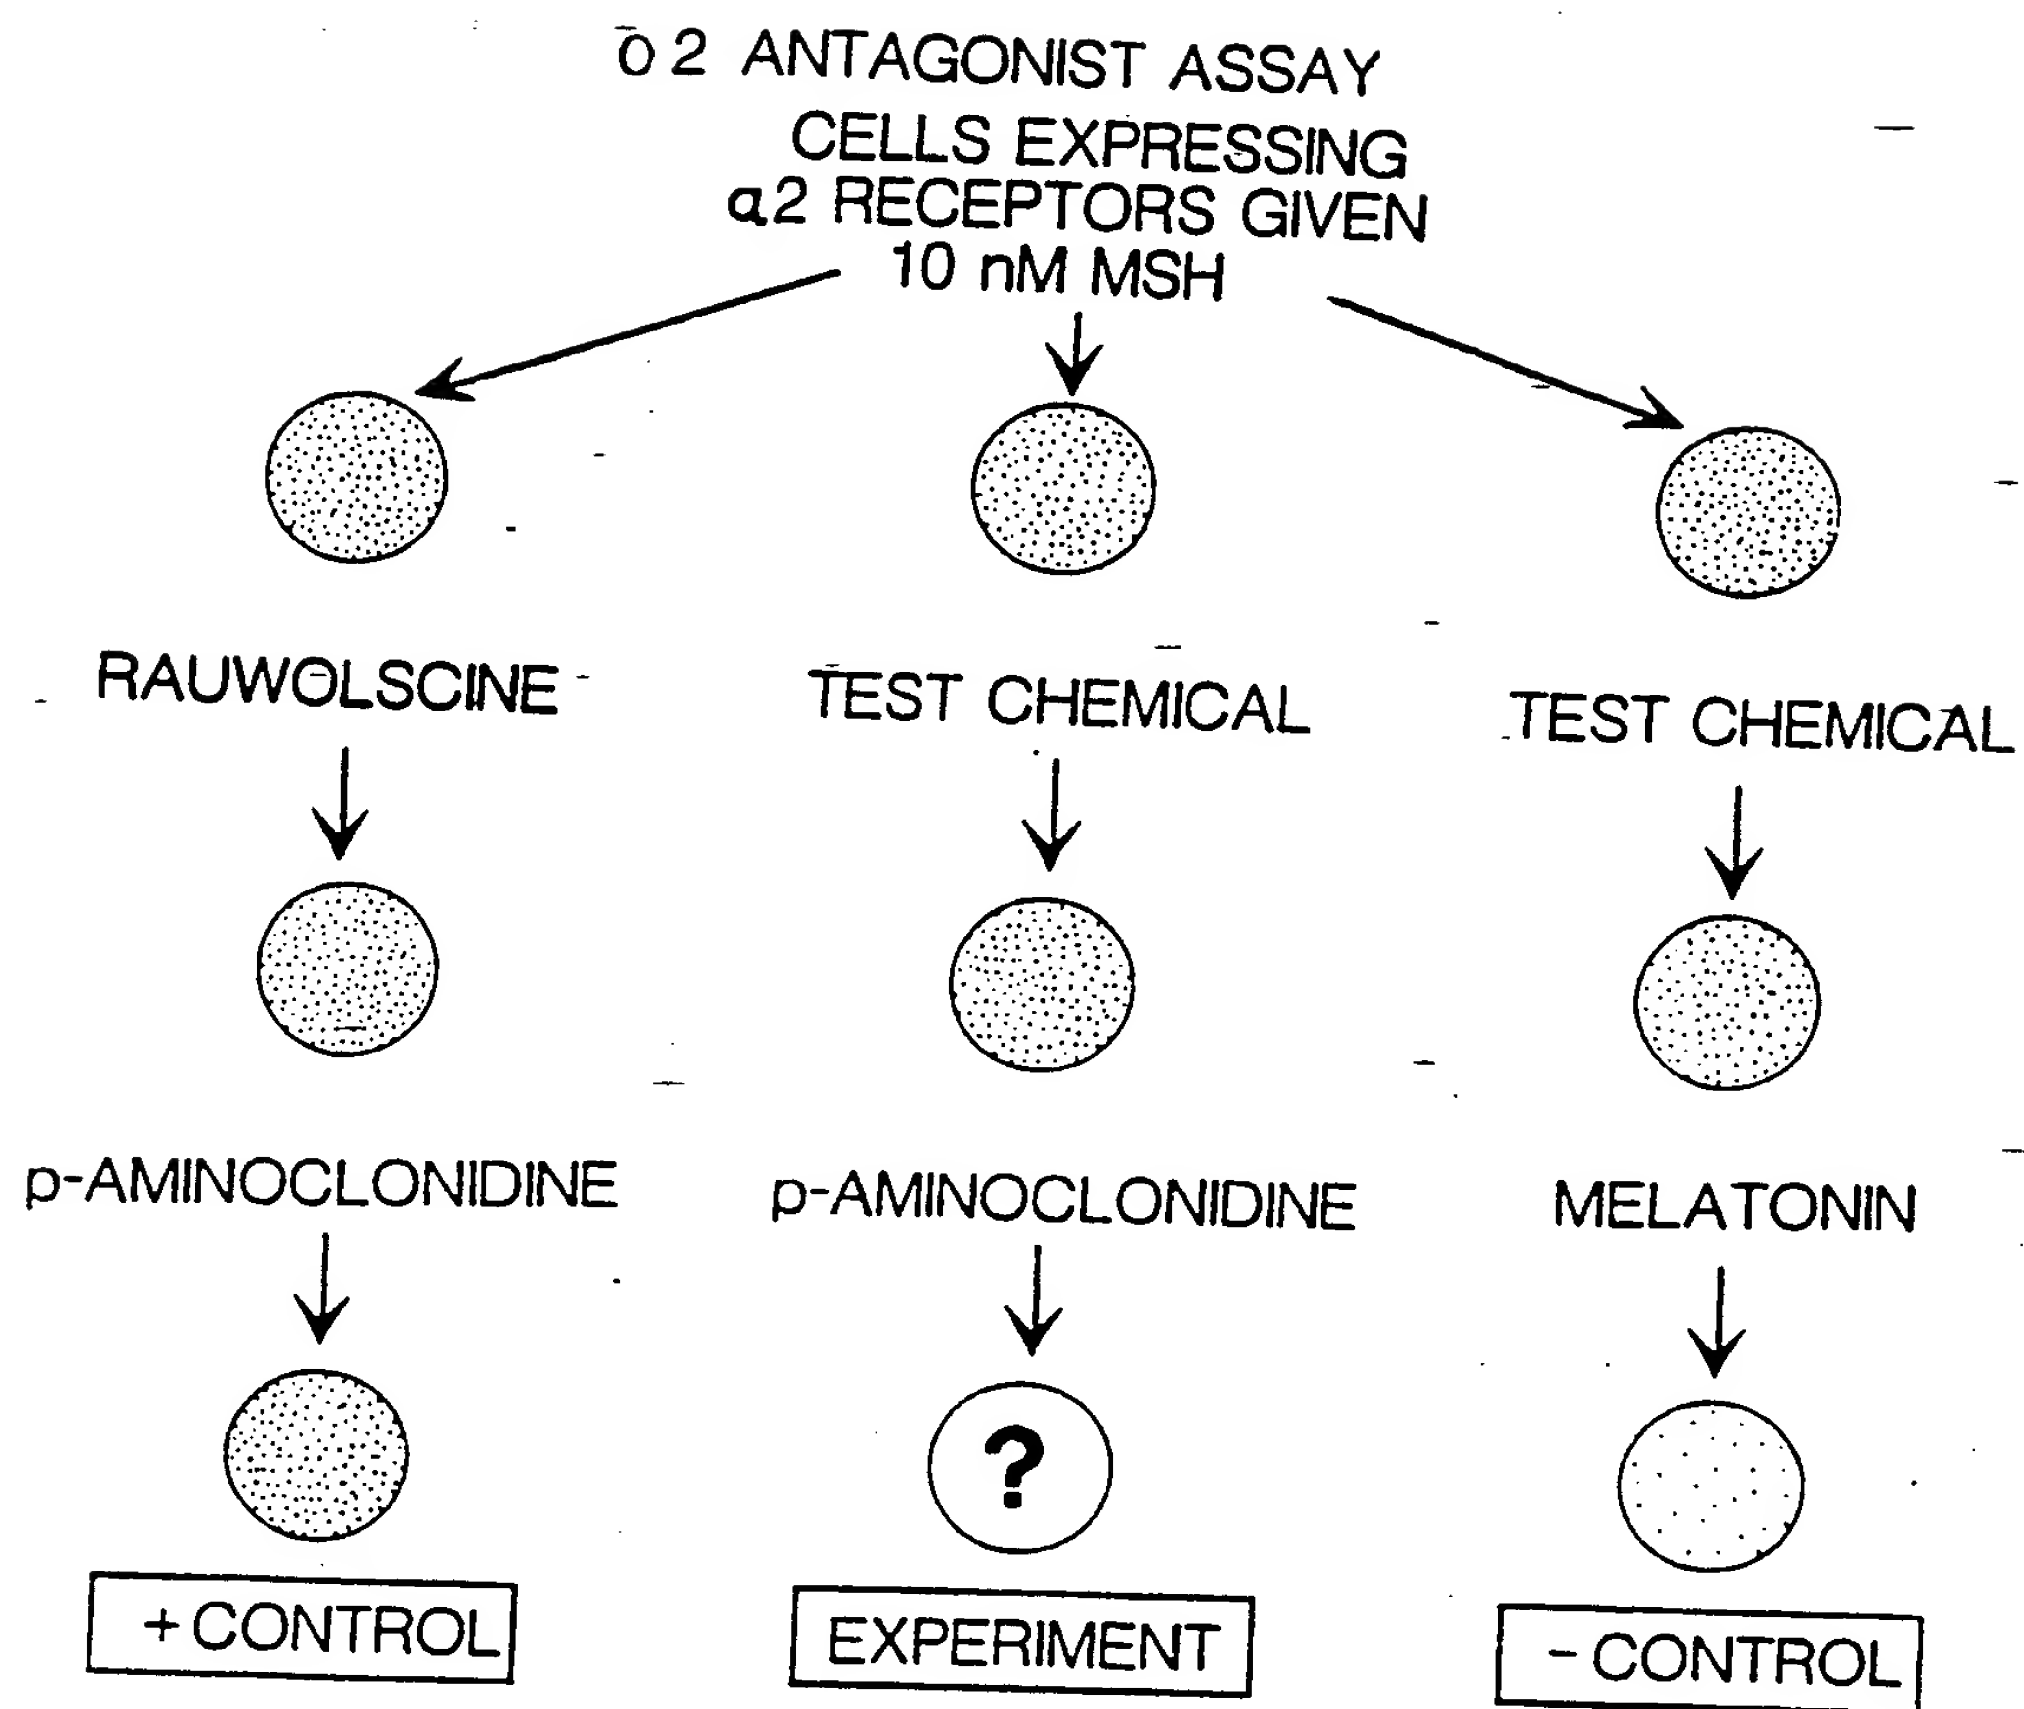 α2 ANTAGONIST ASSAY
CELLS EXPRESSING
α2 RECEPTORS GIVEN
10 nM MSH
RAUWOLSCINE
TEST CHEMICAL
TEST CHEMICAL
p-AMINOCLONIDINE
p-AMINOCLONIDINE
MELATONIN
?
+CONTROL
EXPERIMENT
-CONTROL